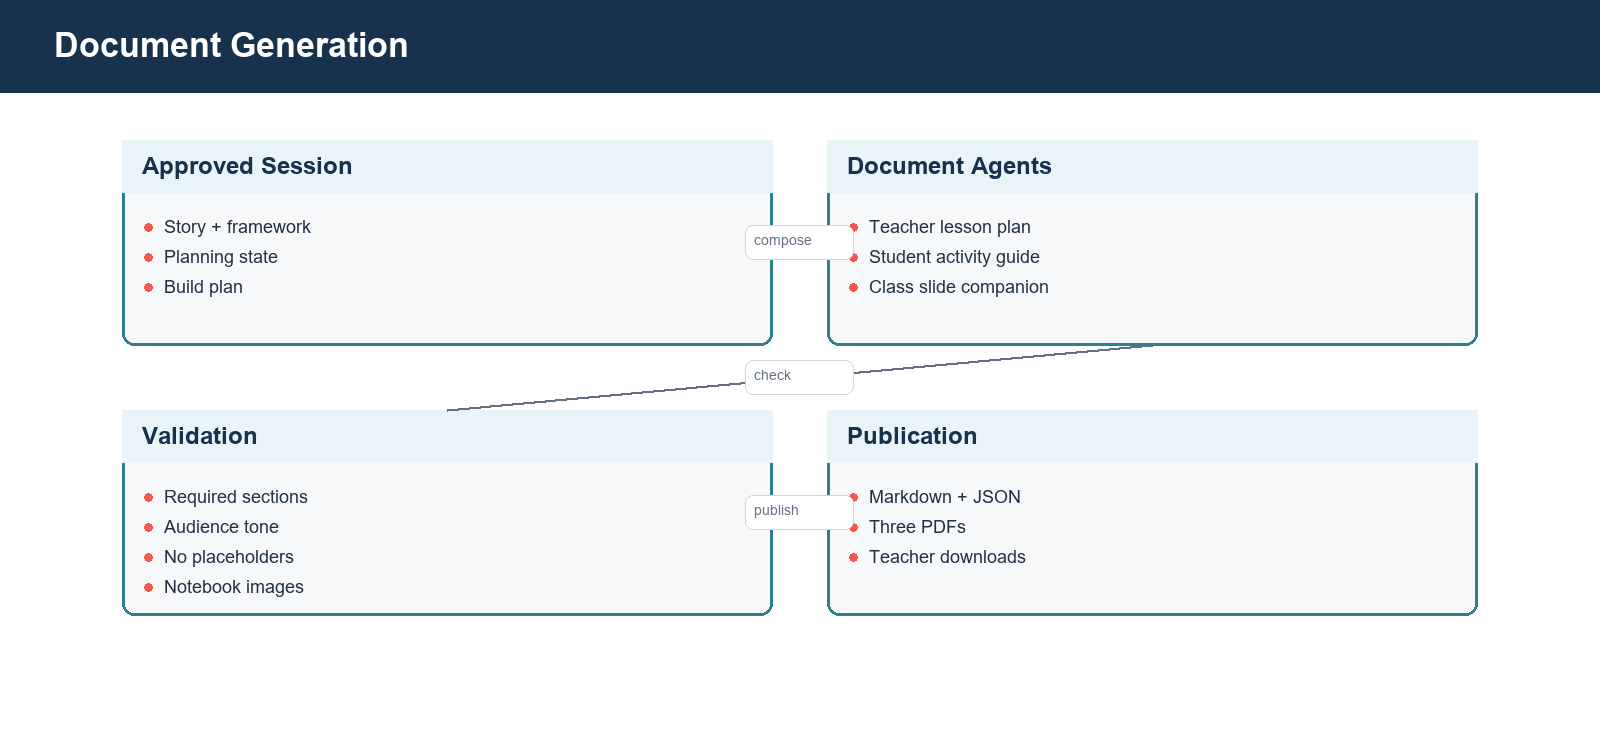 Document Generation
Approved Session
Story + framework
Planning state
Build plan
compose
Document Agents
Teacher lesson plan
Student activity guide
Class slide companion
check
Validation
Required sections
Audience tone
No placeholders
Notebook images
publish
Publication
Markdown + JSON
Three PDFs
Teacher downloads